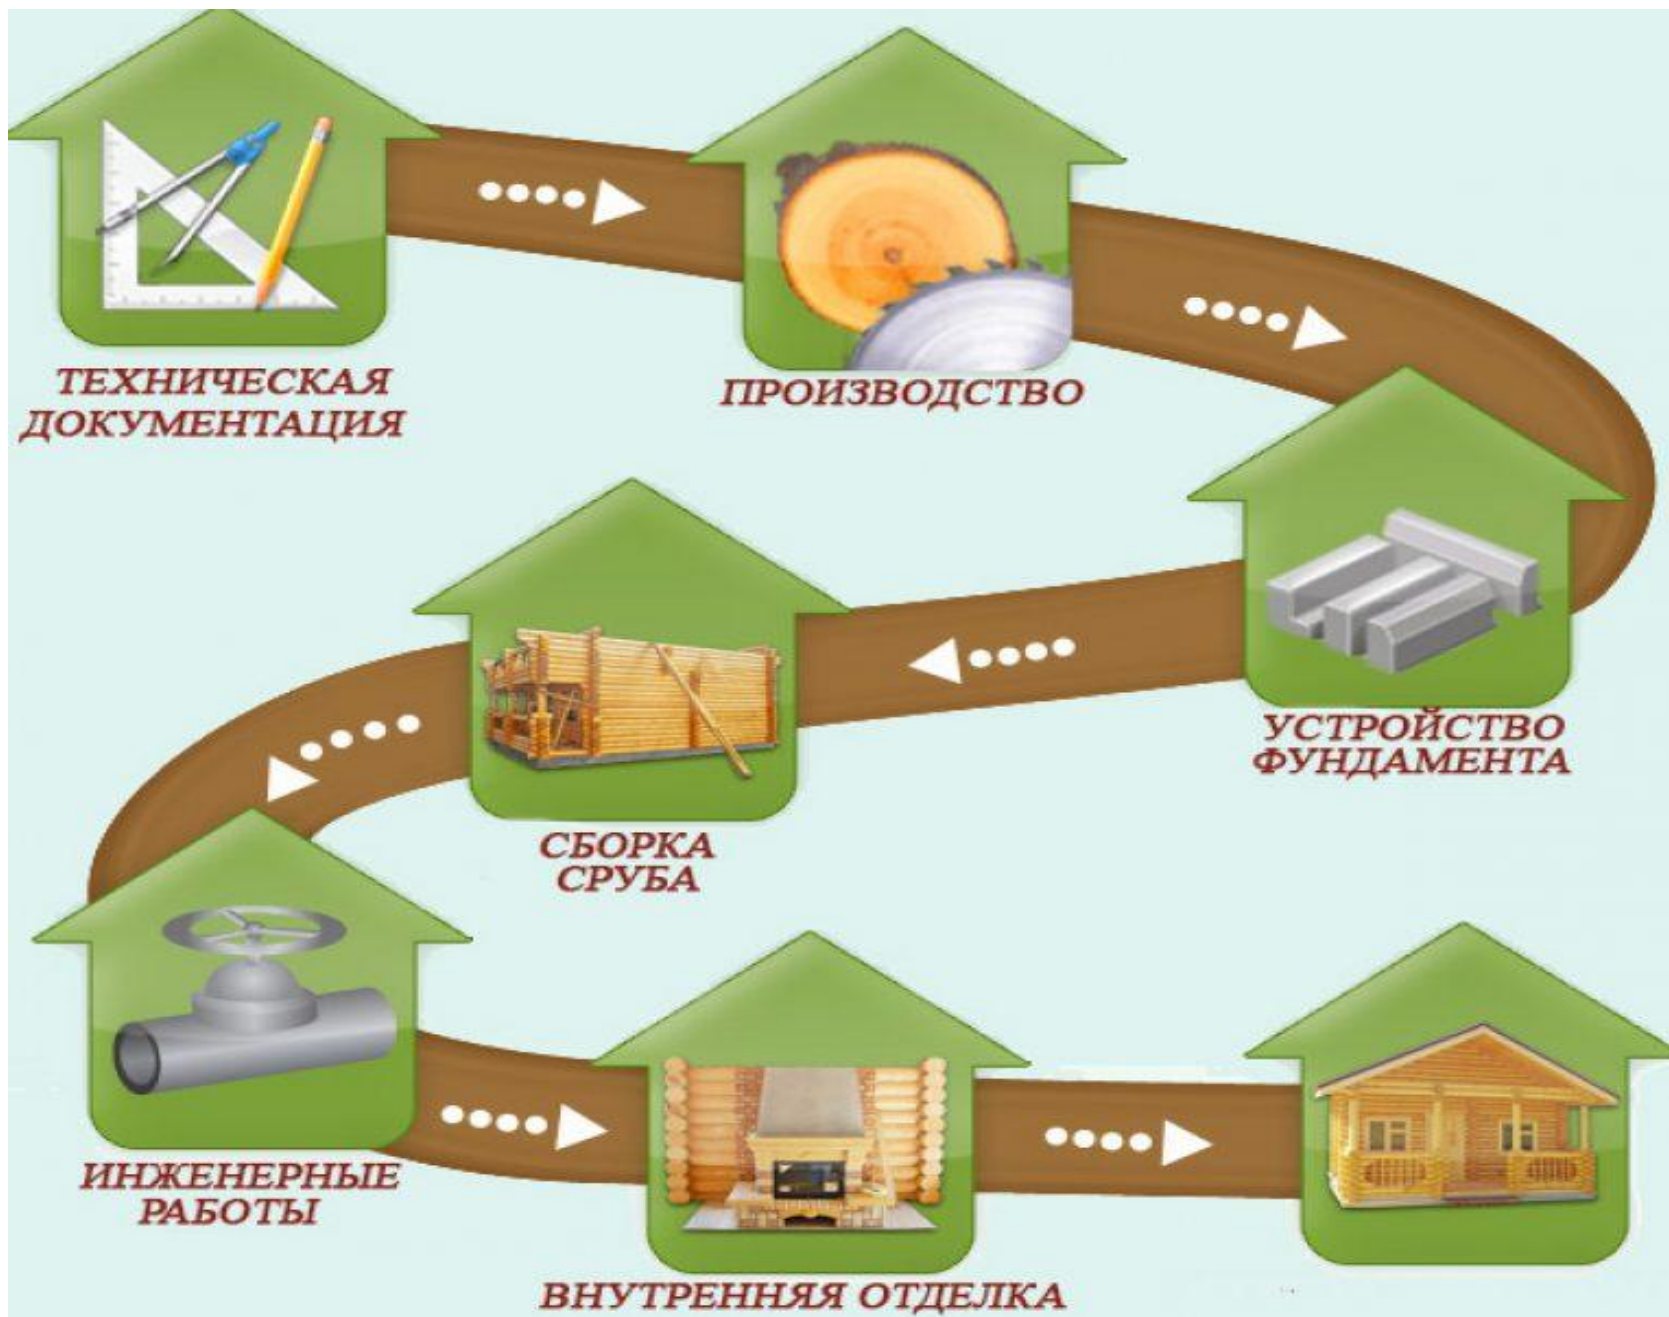 ТЕХНИЧЕСКАЯ
ДОКУМЕНТАЦИЯ
ПРОИЗВОДСТВО
УСТРОЙСТВО
ФУНДАМЕНТА
СБОРКА
СРУБА
ИНЖЕНЕРНЫЕ
РАБОТЫ
ВНУТРЕННЯЯ ОТДЕЛКА